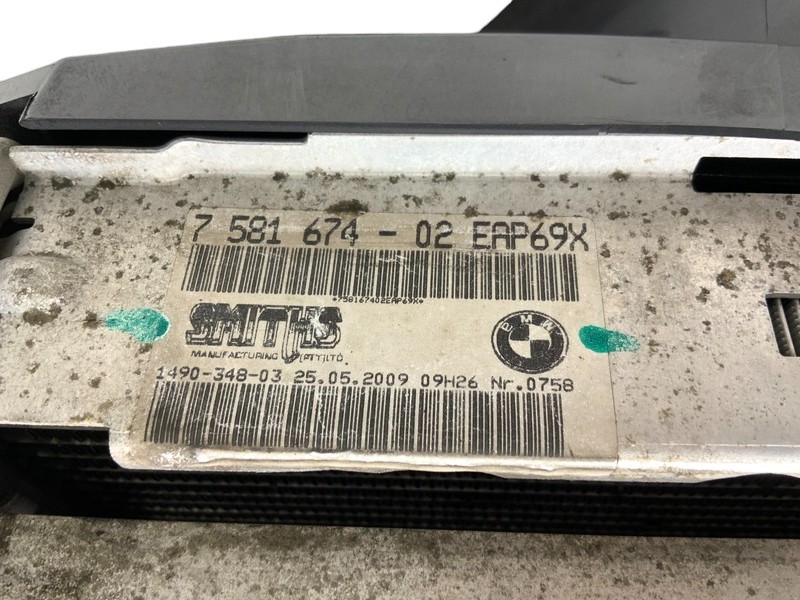 7 581 674 - 02 EAP69X
*758167402EAP69X*
SMITHS
BMW
MANUFACTURING (PTY)LTD
1490-348-03 25.05.2009 09H26 Nr.0758